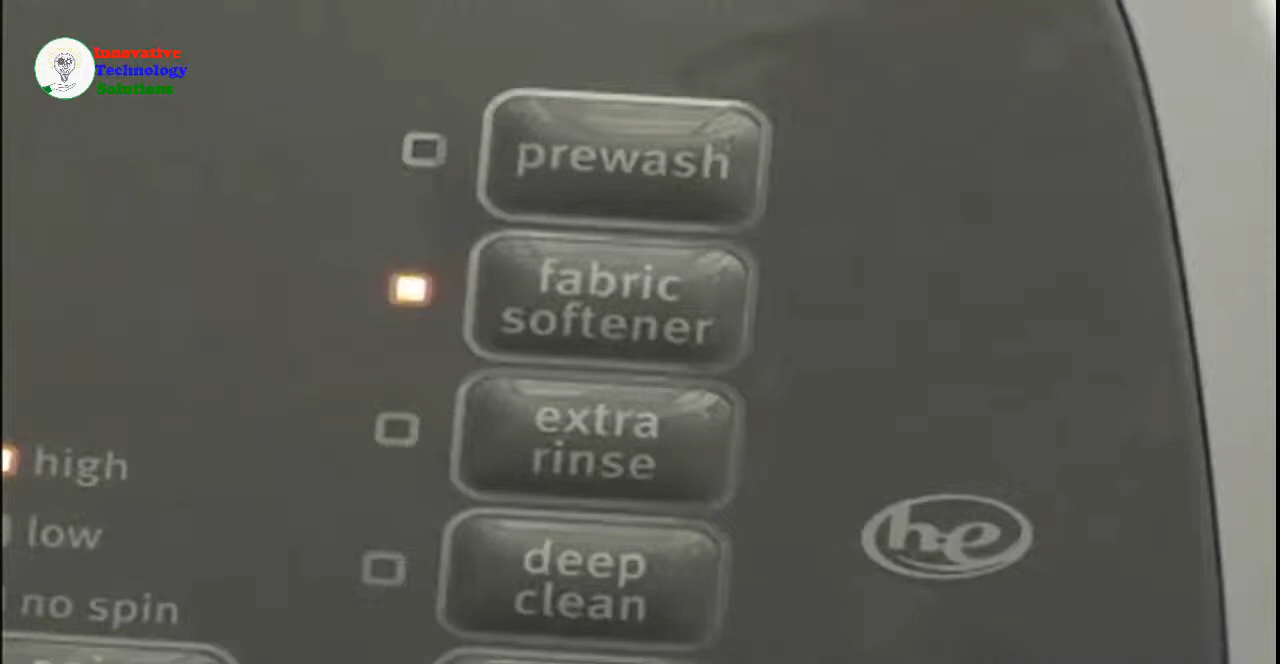 Innovative
Technology
Solutions
prewash
fabric
softener
extra
rinse
high
low
deep
clean
no spin
he